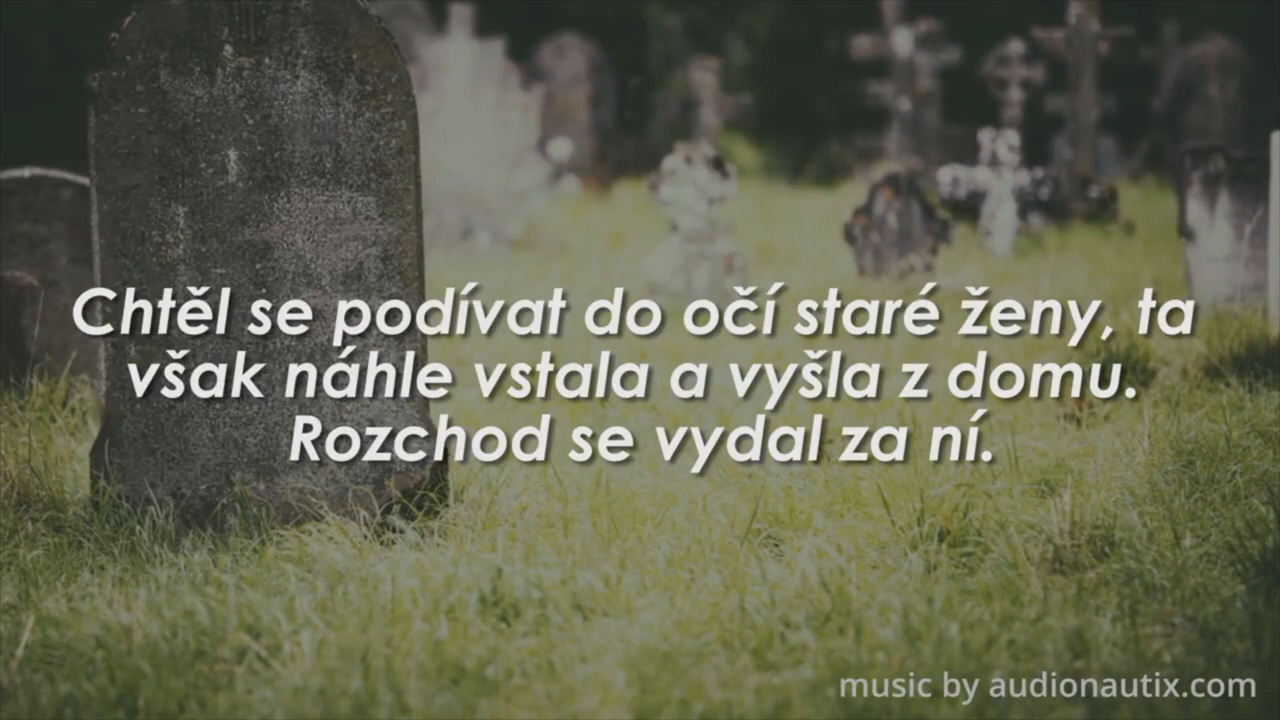 Chtěl se podívat do očí staré ženy, ta
však náhle vstala a vyšla z domu.
Rozchod se vydal za ní.
music by audionautix.com